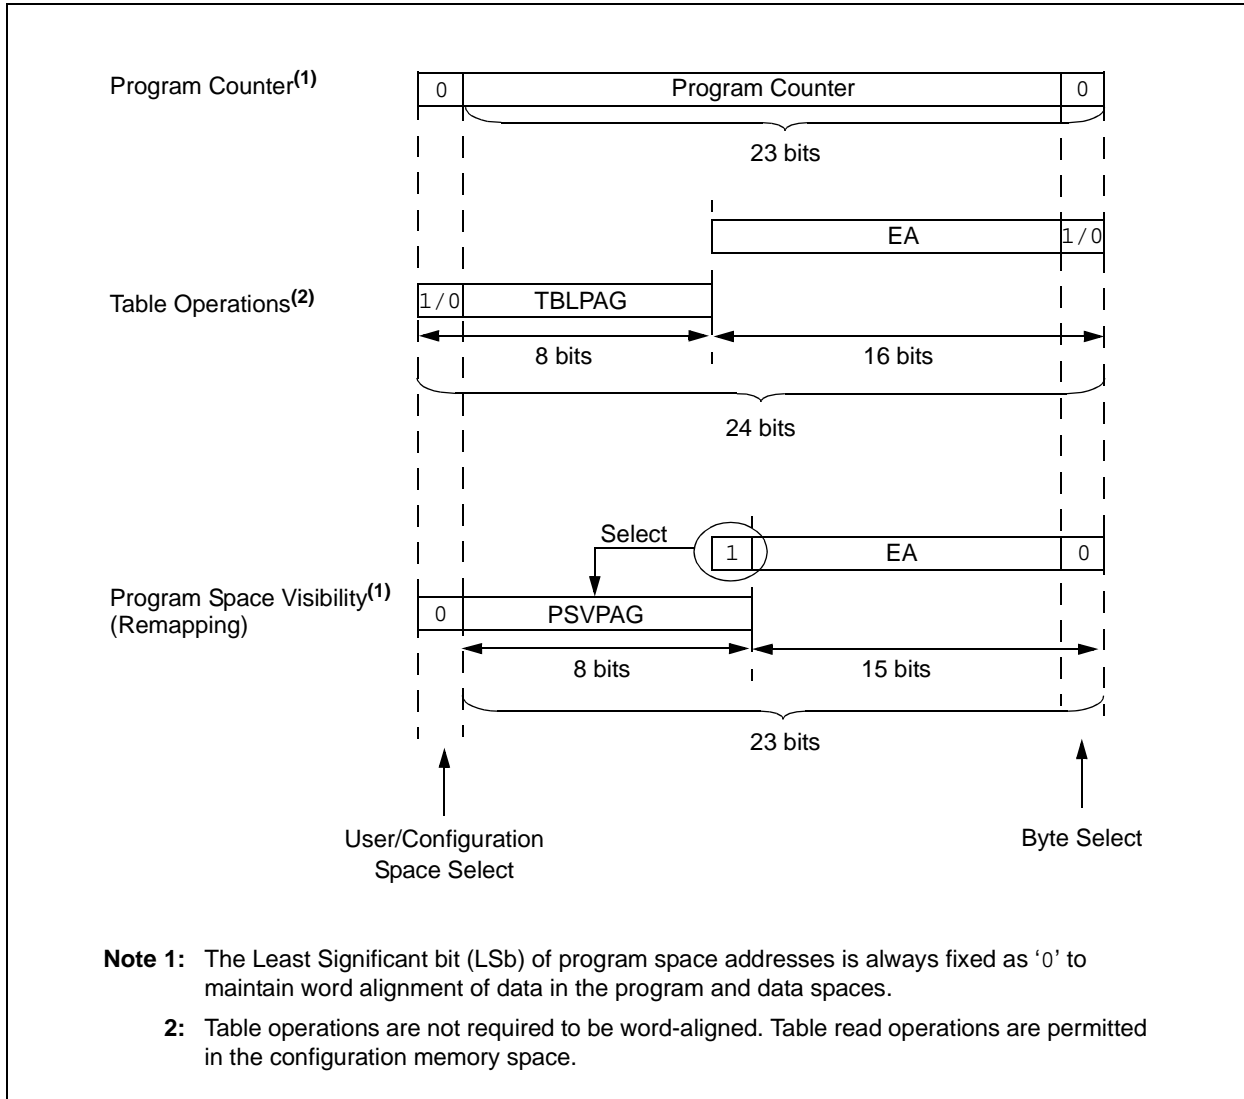 Program Counter(1)
0 Program Counter 0
23 bits
EA 1/0
Table Operations(2)
1/0 TBLPAG
8 bits 16 bits
24 bits
Select
1 EA 0
Program Space Visibility(1)
(Remapping)
0 PSVPAG
8 bits 15 bits
23 bits
User/Configuration
Space Select
Byte Select
Note 1: The Least Significant bit (LSb) of program space addresses is always fixed as ‘0’ to
maintain word alignment of data in the program and data spaces.
2: Table operations are not required to be word-aligned. Table read operations are permitted
in the configuration memory space.